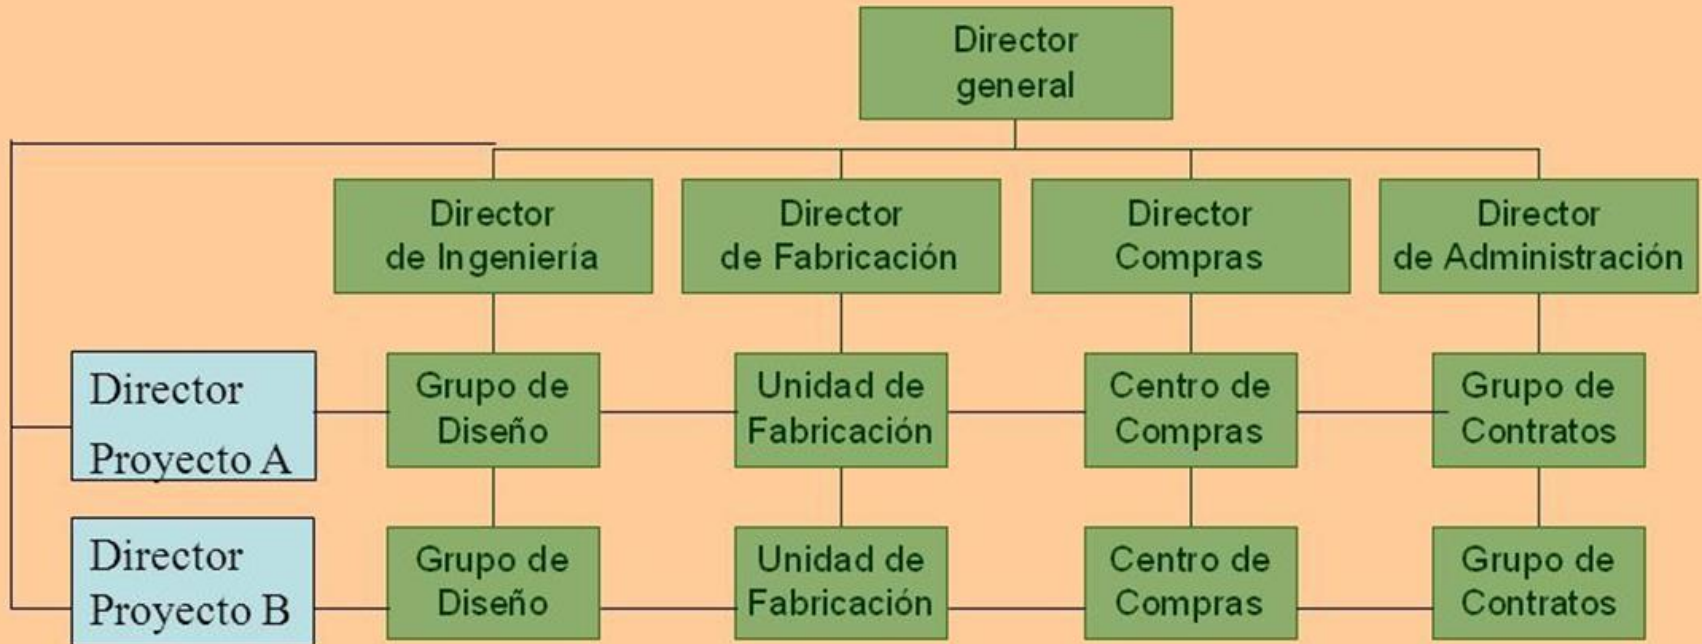 Director
general
Director
de Ingeniería
Director
de Fabricación
Director
Compras
Director
de Administración
Director
Proyecto A
Grupo de
Diseño
Unidad de
Fabricación
Centro de
Compras
Grupo de
Contratos
Director
Proyecto B
Grupo de
Diseño
Unidad de
Fabricación
Centro de
Compras
Grupo de
Contratos